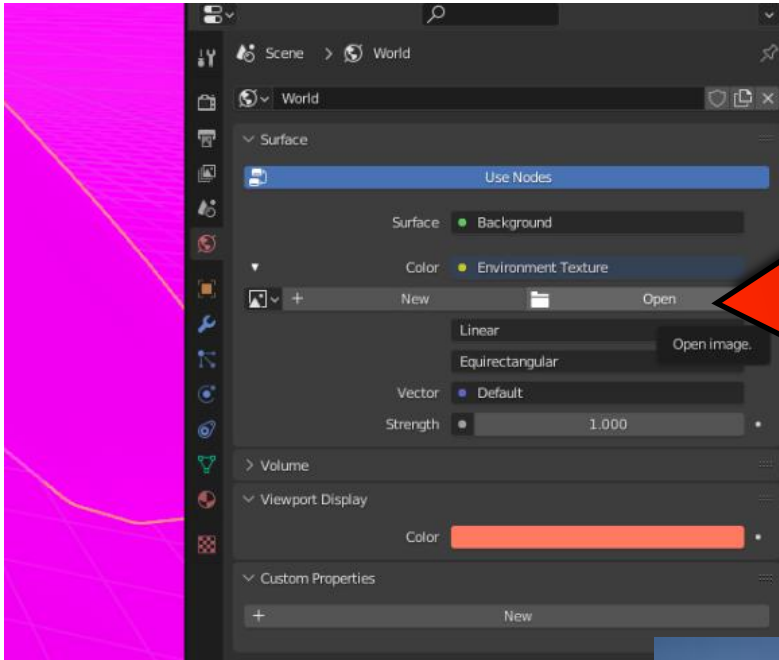 Scene > World
World
Surface
Use Nodes
Surface Background
Color Environment Texture
+ New Open
Linear
Open image.
Equirectangular
Vector Default
Strength 1.000
> Volume
Viewport Display
Color
Custom Properties
+ New